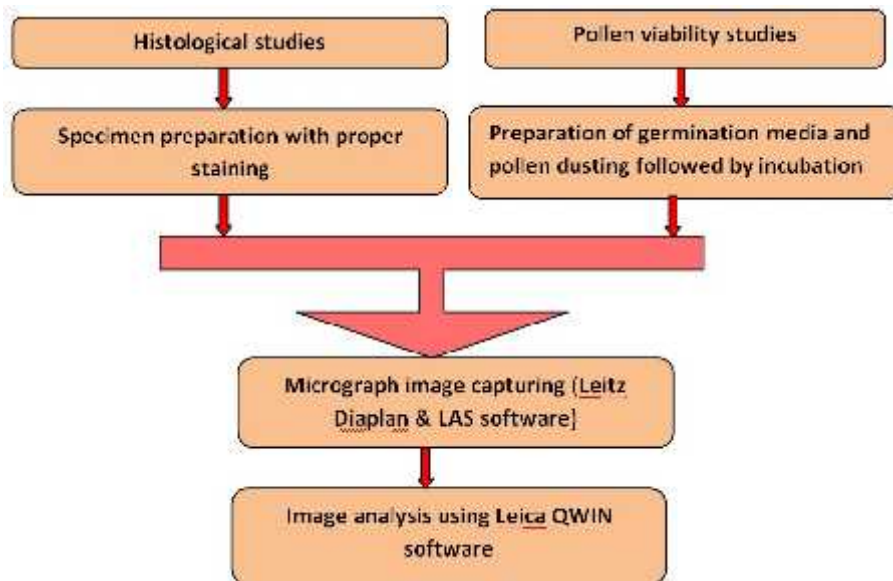 Histological studies
Pollen viability studies
Specimen preparation with proper
staining
Preparation of germination media and
pollen dusting followed by incubation
Micrograph image capturing (Leitz
Diaplan & LAS software)
Image analysis using Leica QWIN
software